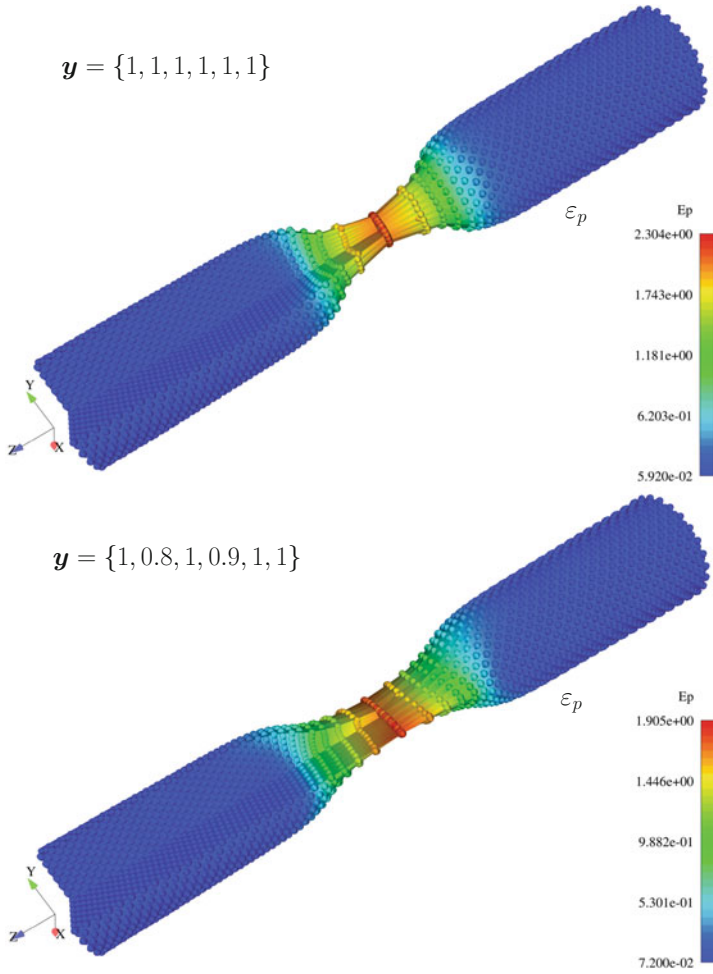 y = {1, 1, 1, 1, 1, 1}
εp
Ep
2.304e+00
1.743e+00
1.181e+00
6.203e-01
5.920e-02
Y
Z
X
y = {1, 0.8, 1, 0.9, 1, 1}
εp
Ep
1.905e+00
1.446e+00
9.882e-01
5.301e-01
7.200e-02
Y
Z
X